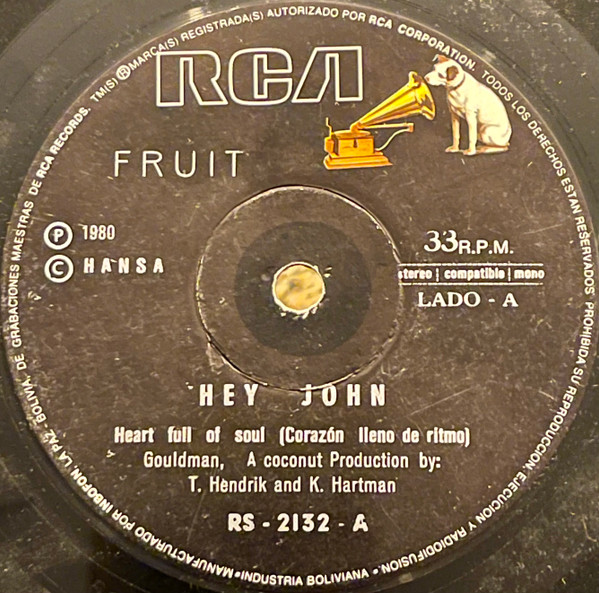 RCA
FRUIT
Ⓟ 1980
Ⓒ HANSA
33 R.P.M.
stereo | compatible | mono
LADO - A
HEY JOHN
Heart full of soul (Corazón lleno de ritmo)
Gouldman, A coconut Production by:
T. Hendrik and K. Hartman
RS - 2132 - A
TM(S) ® MARCA(S) REGISTRADA(S) AUTORIZADO POR RCA CORPORATION. TODOS LOS DERECHOS ESTAN RESERVADOS PROHIBIDA SU REPRODUCCION, EJECUCION Y RADIODIFUSION •INDUSTRIA BOLIVIANA •MANUFACTURADO POR INBOFON, LA PAZ - BOLIVIA, DE GRABACIONES MAESTRAS DE RCA RECORDS.